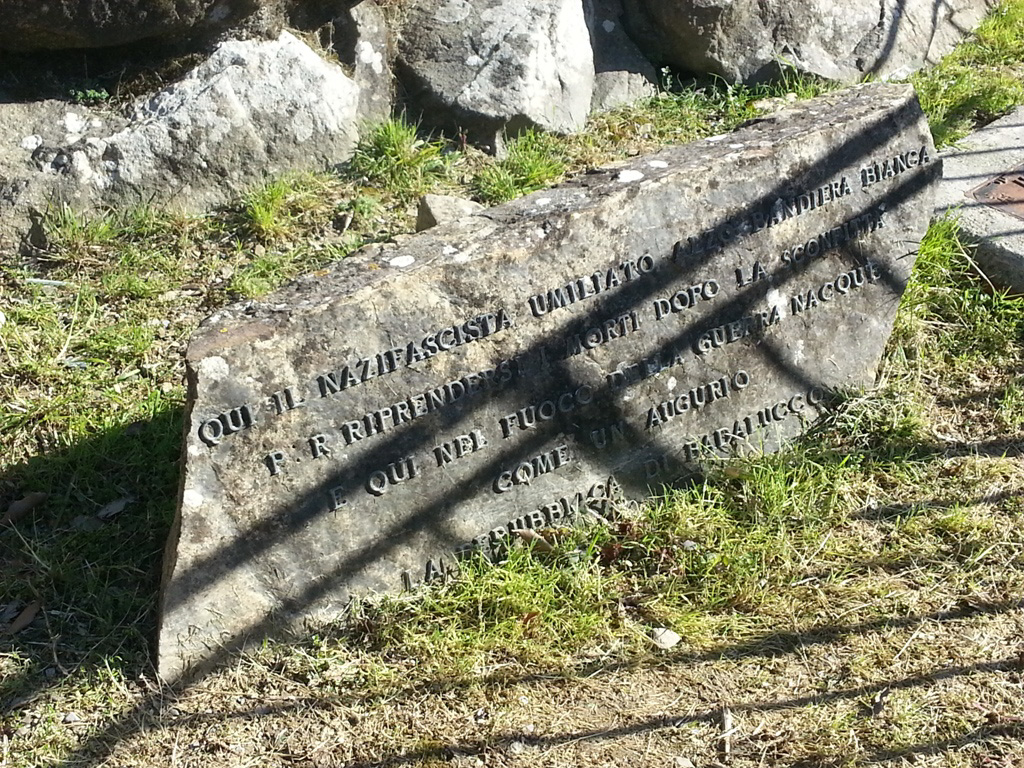 QUI IL NAZIFASCISTA UMILIATO ALZÒ BANDIERA BIANCA
P. R. RIPRENDERSI I MORTI DOPO LA SCONFITTA
E QUI NEL FUOCO DELLA GUERRA NACQUE
COME UN AUGURIO
LA REPUBBLICA DI